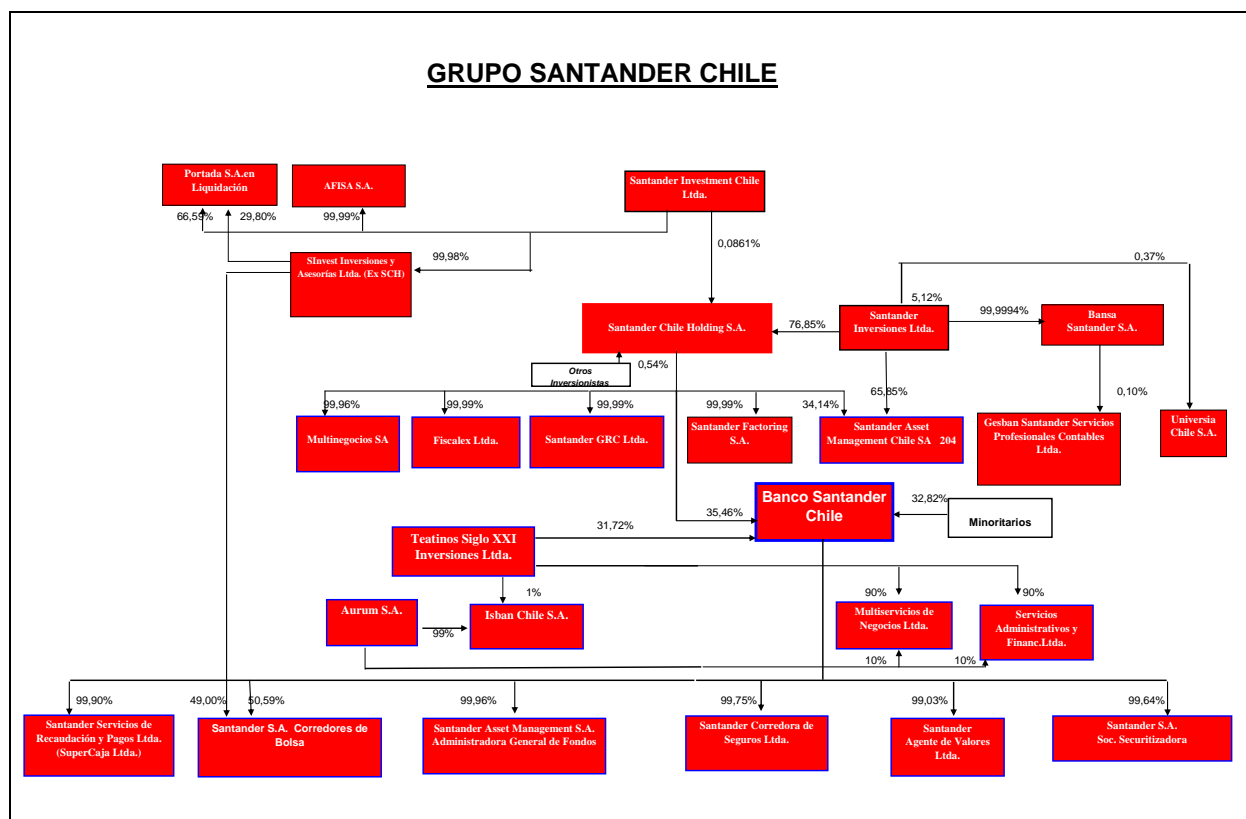 GRUPO SANTANDER CHILE
Portada S.A.en
Liquidación
AFISA S.A.
Santander Investment Chile
Ltda.
66,59%
29,80%
99,99%
0,0861%
SInvest Inversiones y
Asesorías Ltda. (Ex SCH)
99,98%
0,37%
5,12%
Santander Chile Holding S.A.
76,85%
Santander
Inversiones Ltda.
99,9994%
Bansa
Santander S.A.
Otros
Inversionistas
0,54%
65,85%
0,10%
99,96%
99,99%
99,99%
99,99%
34,14%
Multinegocios SA
Fiscalex Ltda.
Santander GRC Ltda.
Santander Factoring
S.A.
Santander Asset
Management Chile SA 204
Gesban Santander Servicios
Profesionales Contables
Ltda.
Universia
Chile S.A.
Banco Santander
Chile
35,46%
32,82%
Minoritarios
Teatinos Siglo XXI
Inversiones Ltda.
31,72%
1%
90%
90%
Aurum S.A.
99%
Isban Chile S.A.
Multiservicios de
Negocios Ltda.
Servicios
Administrativos y
Financ.Ltda.
10%
10%
99,90%
49,00%
50,59%
99,96%
99,75%
99,03%
99,64%
Santander Servicios de
Recaudación y Pagos Ltda.
(SuperCaja Ltda.)
Santander S.A. Corredores de
Bolsa
Santander Asset Management S.A.
Administradora General de Fondos
Santander Corredora de
Seguros Ltda.
Santander
Agente de Valores
Ltda.
Santander S.A.
Soc. Securitizadora